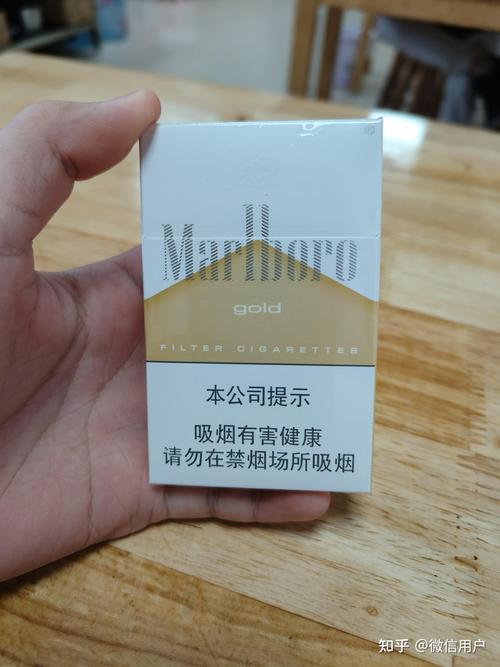 ®
Marlboro
gold
FILTER CIGARETTES
本公司提示
吸烟有害健康
请勿在禁烟场所吸烟
知乎 @微信用户